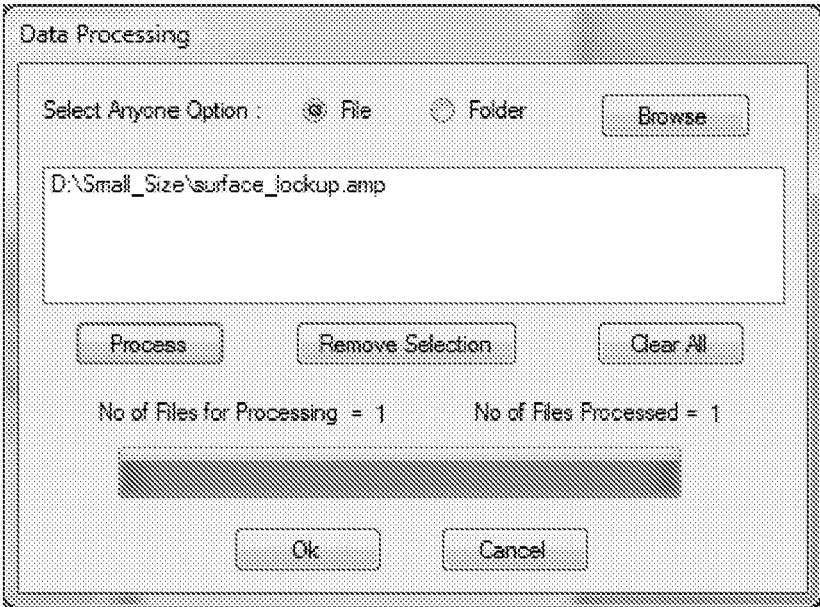 Data Processing
Select Anyone Option : File Folder Browse
D:\Small_Size\surface_lockup.amp
Process Remove Selection Clear All
No of Files for Processing = 1 No of Files Processed = 1
Ok Cancel